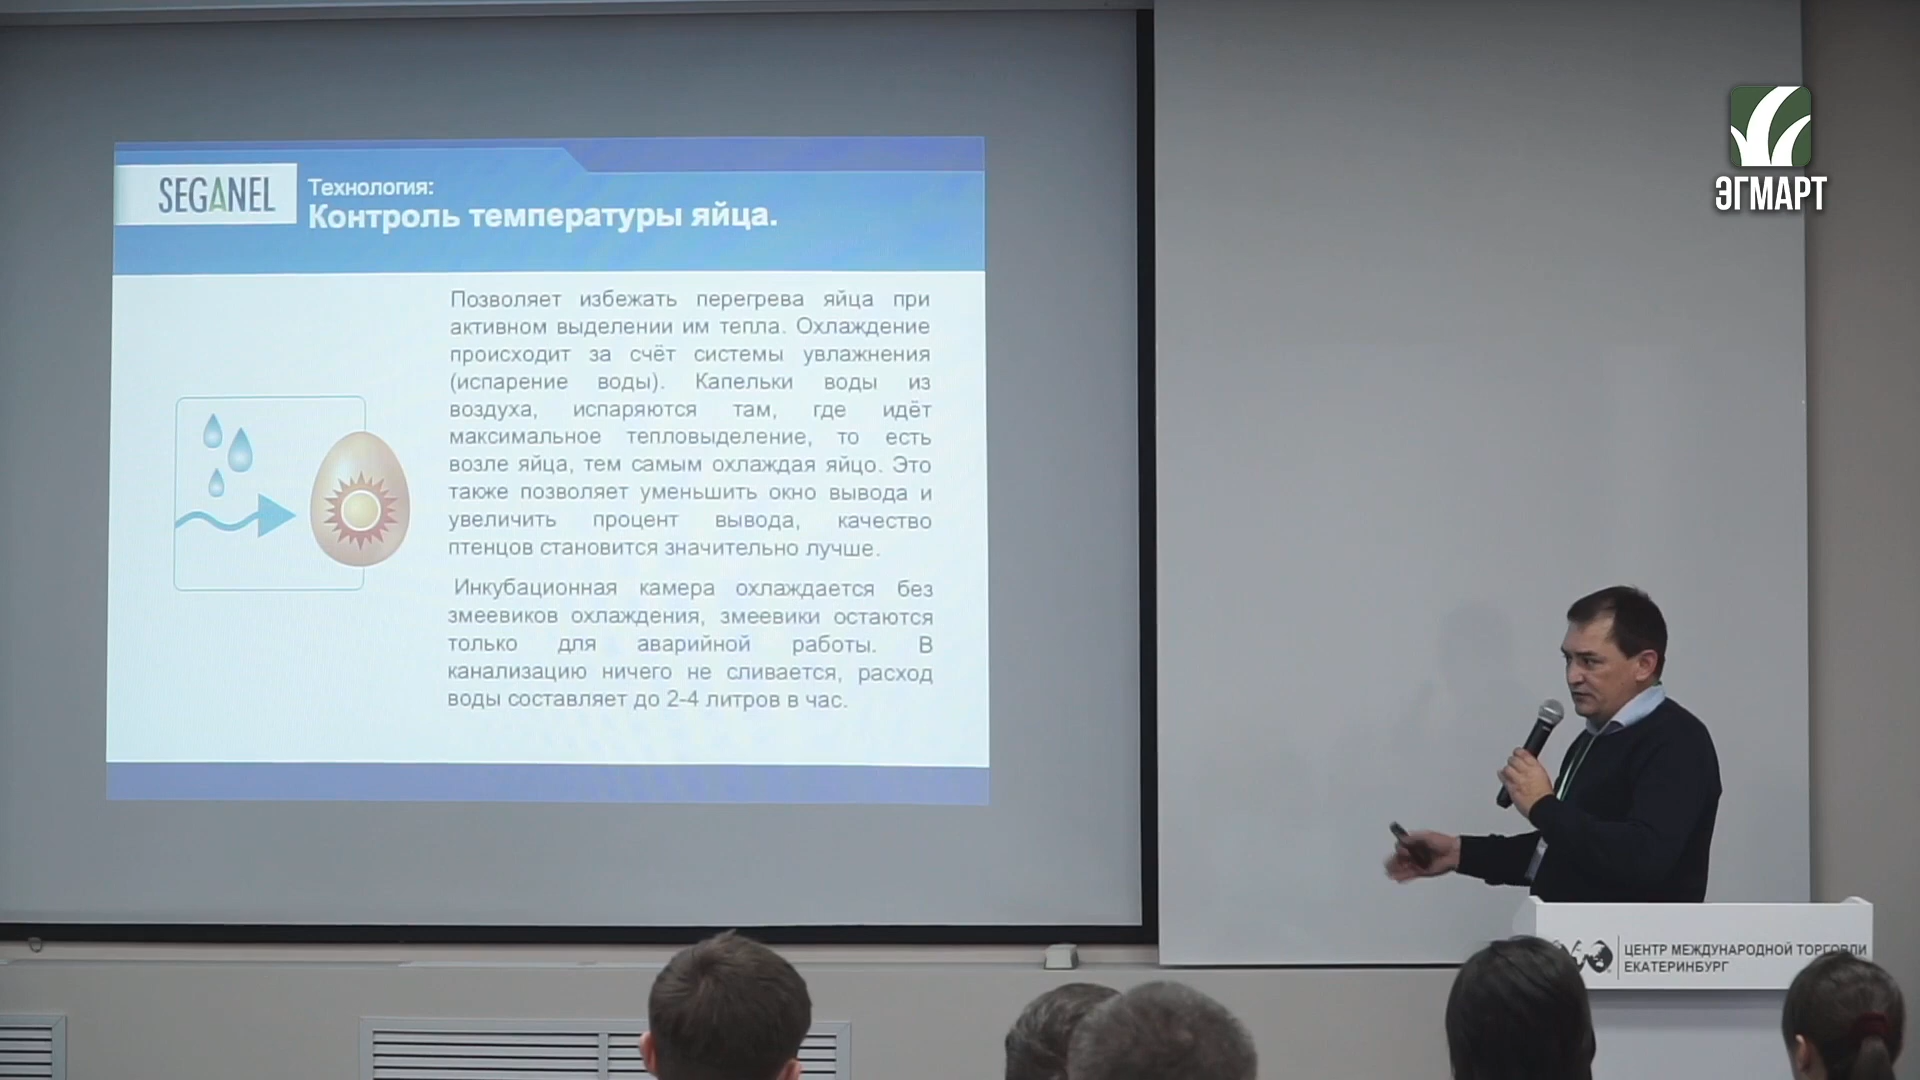 SEGANEL
Технология:
Контроль температуры яйца.
Позволяет избежать перегрева яйца при
активном выделении им тепла. Охлаждение
происходит за счёт системы увлажнения
(испарение воды). Капельки воды из
воздуха, испаряются там, где идёт
максимальное тепловыделение, то есть
возле яйца, тем самым охлаждая яйцо. Это
также позволяет уменьшить окно вывода и
увеличить процент вывода, качество
птенцов становится значительно лучше.
Инкубационная камера охлаждается без
змеевиков охлаждения, змеевики остаются
только для аварийной работы. В
канализацию ничего не сливается, расход
воды составляет до 2-4 литров в час.
ЭГМАРТ
ЦЕНТР МЕЖДУНАРОДНОЙ ТОРГОВЛИ
ЕКАТЕРИНБУРГ